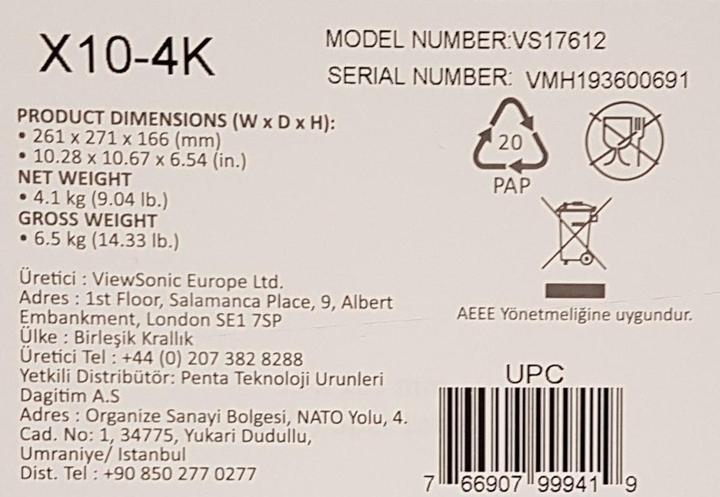 X10-4K
MODEL NUMBER:VS17612
SERIAL NUMBER: VMH193600691
PRODUCT DIMENSIONS (W x D x H):
• 261 x 271 x 166 (mm)
• 10.28 x 10.67 x 6.54 (in.)
NET WEIGHT
• 4.1 kg (9.04 lb.)
GROSS WEIGHT
• 6.5 kg (14.33 lb.)
20
PAP
AEEE Yönetmeliğine uygundur.
Üretici : ViewSonic Europe Ltd.
Adres : 1st Floor, Salamanca Place, 9, Albert
Embankment, London SE1 7SP
Ülke : Birleşik Krallık
Üretici Tel : +44 (0) 207 382 8288
Yetkili Distribütör: Penta Teknoloji Urunleri
Dagitim A.S
Adres : Organize Sanayi Bolgesi, NATO Yolu, 4.
Cad. No: 1, 34775, Yukari Dudullu,
Umraniye/ Istanbul
Dist. Tel : +90 850 277 0277
UPC
7 66907 99941 9